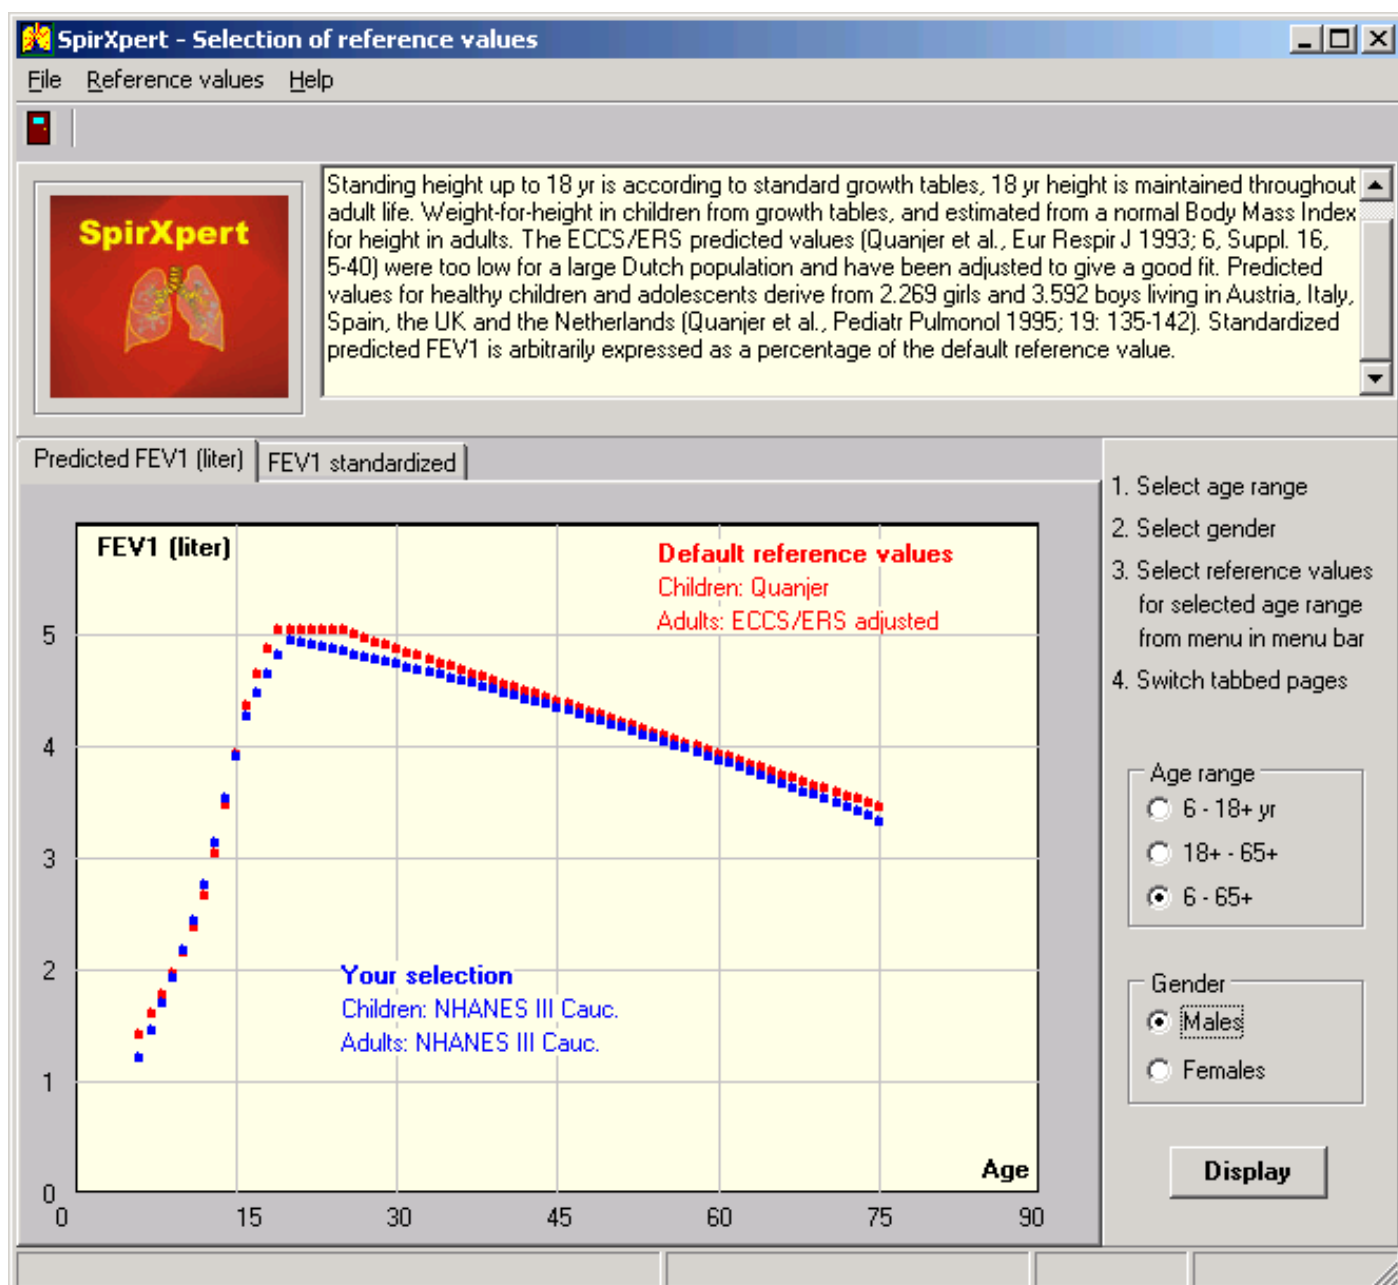 SpirXpert - Selection of reference values
File Reference values Help
SpirXpert
Standing height up to 18 yr is according to standard growth tables, 18 yr height is maintained throughout
adult life. Weight-for-height in children from growth tables, and estimated from a normal Body Mass Index
for height in adults. The ECCS/ERS predicted values (Quanjer et al., Eur Respir J 1993; 6, Suppl. 16,
5-40) were too low for a large Dutch population and have been adjusted to give a good fit. Predicted
values for healthy children and adolescents derive from 2.269 girls and 3.592 boys living in Austria, Italy,
Spain, the UK and the Netherlands (Quanjer et al., Pediatr Pulmonol 1995; 19: 135-142). Standardized
predicted FEV1 is arbitrarily expressed as a percentage of the default reference value.
Predicted FEV1 (liter) FEV1 standardized
FEV1 (liter)
Default reference values
Children: Quanjer
Adults: ECCS/ERS adjusted
5
4
3
2
1
0
Your selection
Children: NHANES III Cauc.
Adults: NHANES III Cauc.
Age
0 15 30 45 60 75 90
1. Select age range
2. Select gender
3. Select reference values
for selected age range
from menu in menu bar
4. Switch tabbed pages
Age range
6 - 18+ yr
18+ - 65+
6 - 65+
Gender
Males
Females
Display